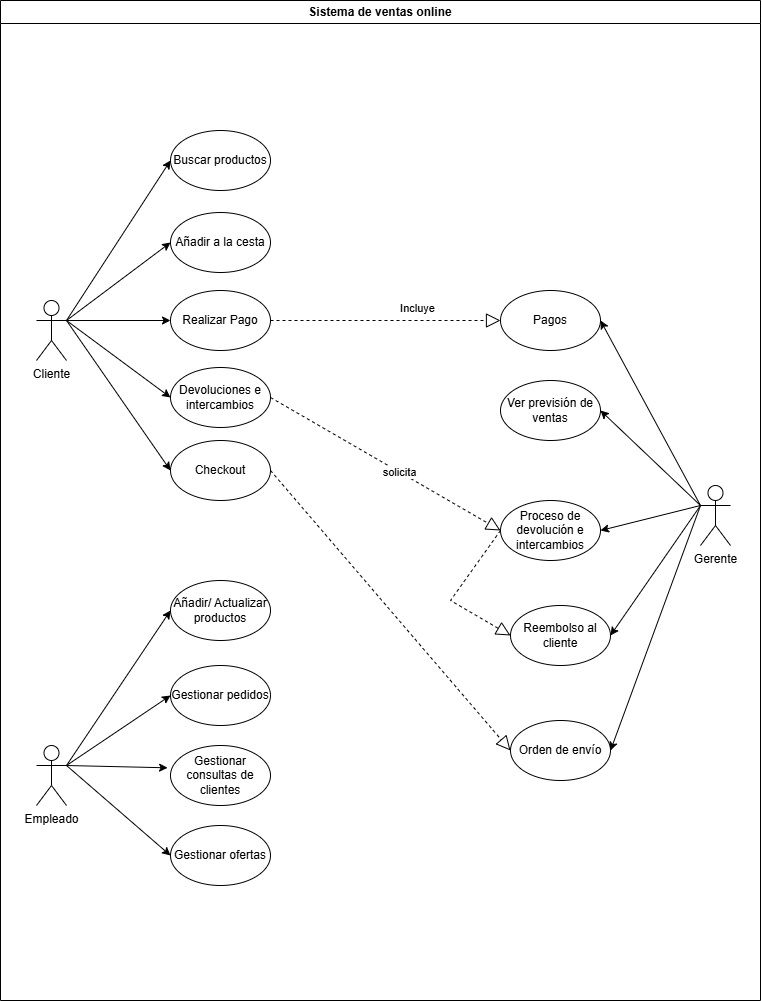 Sistema de ventas online
Buscar productos
Añadir a la cesta
Realizar Pago
Incluye
Pagos
Cliente
Devoluciones e
intercambios
Ver previsión de
ventas
Checkout
solicita
Proceso de
devolución e
intercambios
Gerente
Añadir/ Actualizar
productos
Reembolso al
cliente
Gestionar pedidos
Orden de envío
Gestionar
consultas de
clientes
Empleado
Gestionar ofertas